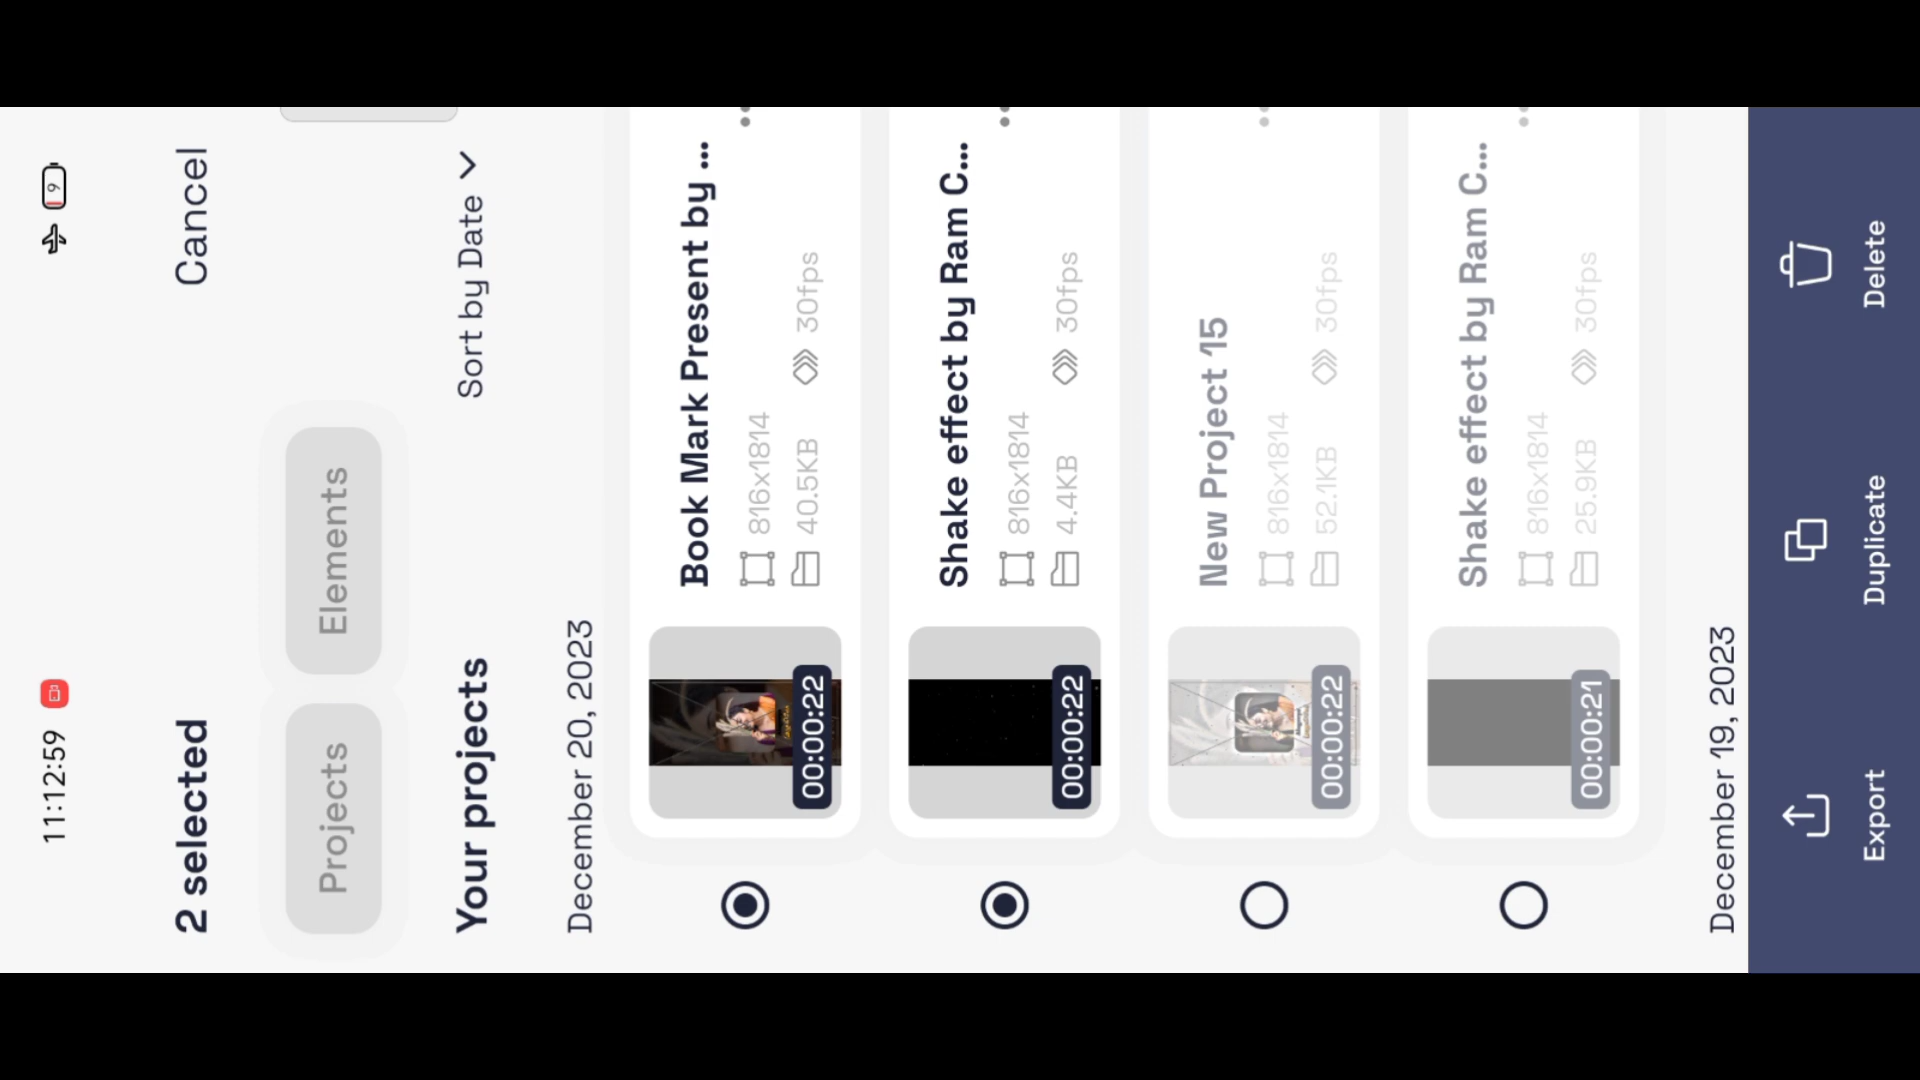 11:12:59
9
2 selected
Cancel
Projects
Elements
Your projects
Sort by Date
December 20, 2023
Book Mark Present by ...
816x1814
40.5KB
30fps
00:00:22
Shake effect by Ram C...
816x1814
4.4KB
30fps
00:00:22
New Project 15
816x1814
52.1KB
30fps
00:00:22
Shake effect by Ram C...
816x1814
25.9KB
30fps
00:00:21
December 19, 2023
Export
Duplicate
Delete